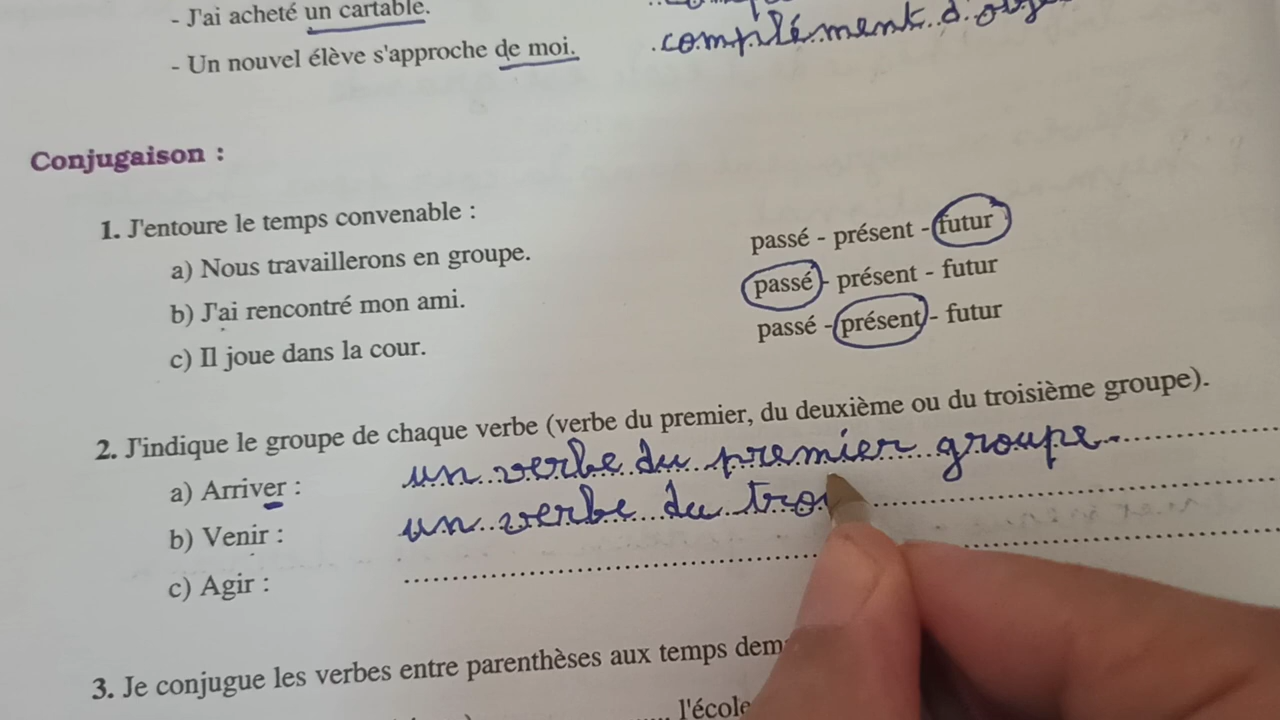 - J'ai acheté un cartable.
- Un nouvel élève s'approche de moi.
complément d'
Conjugaison :
1. J'entoure le temps convenable :
a) Nous travaillerons en groupe. passé - présent - futur
b) J'ai rencontré mon ami. passé - présent - futur
c) Il joue dans la cour. passé - présent - futur
2. J'indique le groupe de chaque verbe (verbe du premier, du deuxième ou du troisième groupe).
a) Arriver : un verbe du premier groupe.
b) Venir : un verbe du troi
c) Agir :
3. Je conjugue les verbes entre parenthèses aux temps dem
l'école